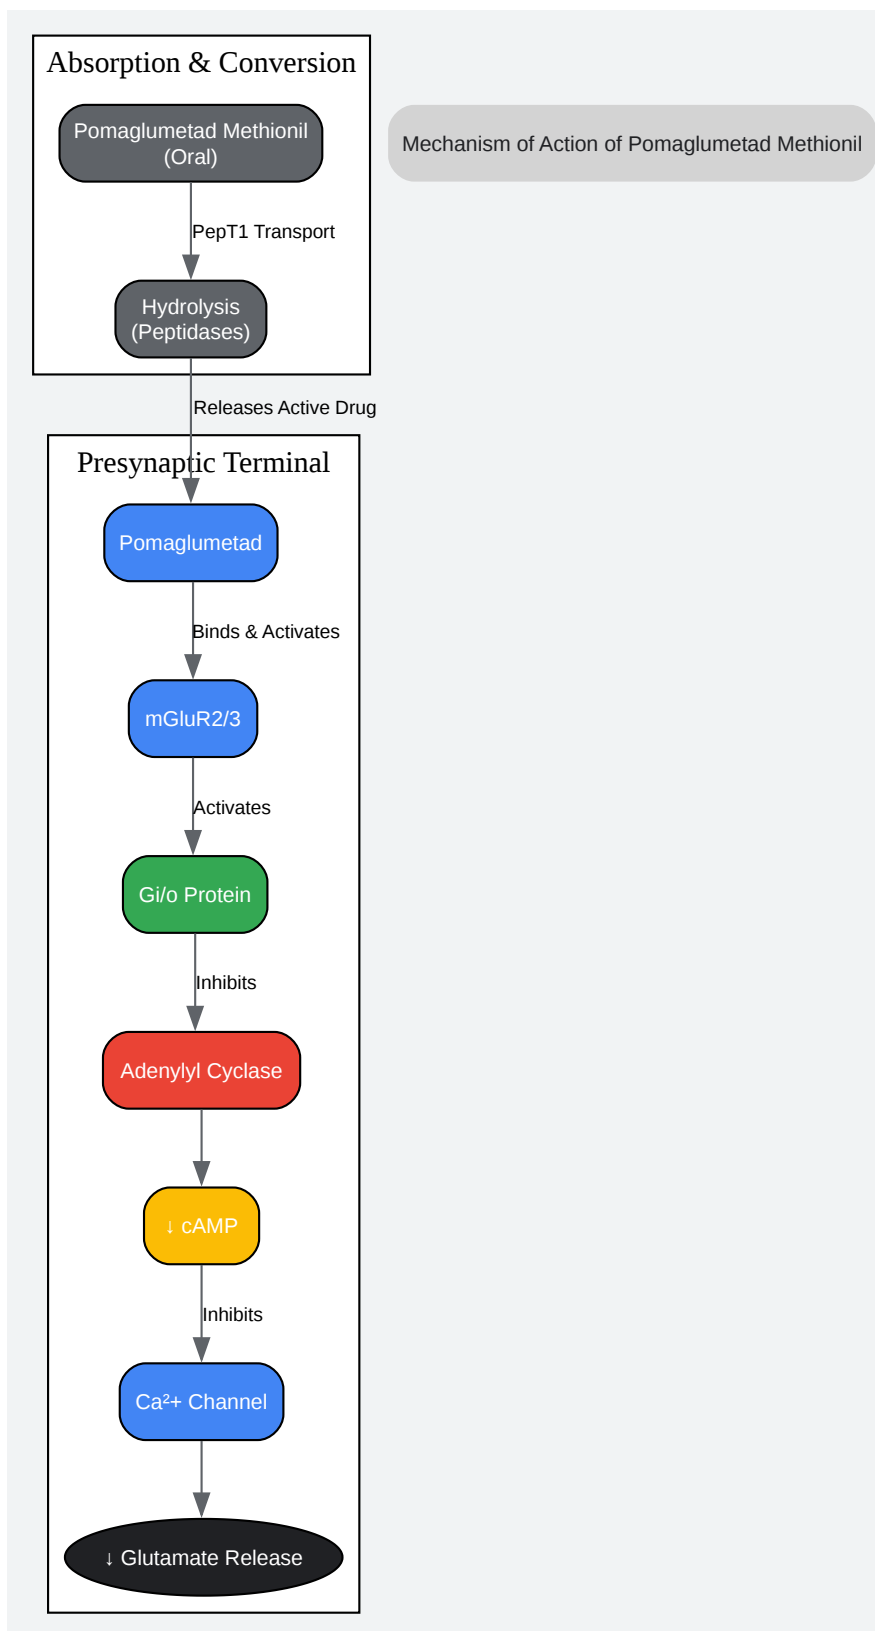 Absorption & Conversion
Pomaglumetad Methionil
(Oral)
Mechanism of Action of Pomaglumetad Methionil
PepT1 Transport
Hydrolysis
(Peptidases)
Releases Active Drug
Presynaptic Terminal
Pomaglumetad
Binds & Activates
mGluR2/3
Activates
Gi/o Protein
Inhibits
Adenylyl Cyclase
↓ cAMP
Inhibits
Ca²+ Channel
↓ Glutamate Release